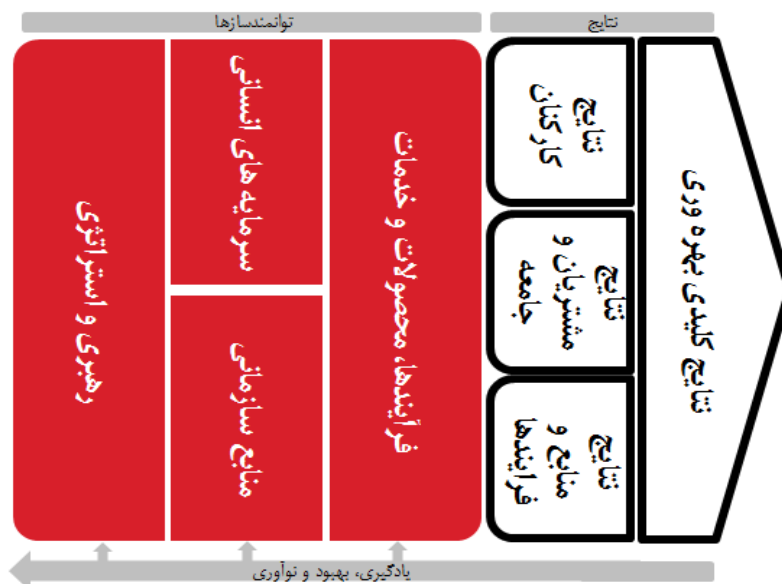 توانمندسازها
نتایج
رهبری و استراتژی
سرمایه های انسانی
منابع سازمانی
فرآیندها، محصولات و خدمات
نتایج
کارکنان
نتایج
مشتریان و
جامعه
نتایج
منابع و
فرایندها
نتایج کلیدی بهره وری
یادگیری، بهبود و نوآوری